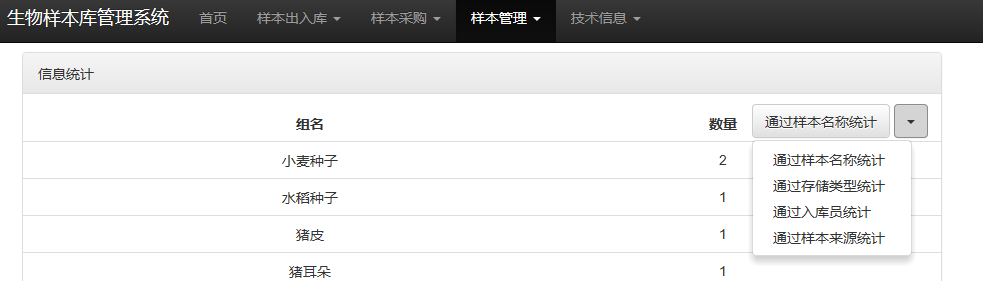 生物样本库管理系统 首页 样本出入库 样本采购 样本管理 技术信息
信息统计
组名 数量 通过样本名称统计
小麦种子 2 通过样本名称统计
通过存储类型统计
水稻种子 1 通过入库员统计
猪皮 1 通过样本来源统计
猪耳朵 1